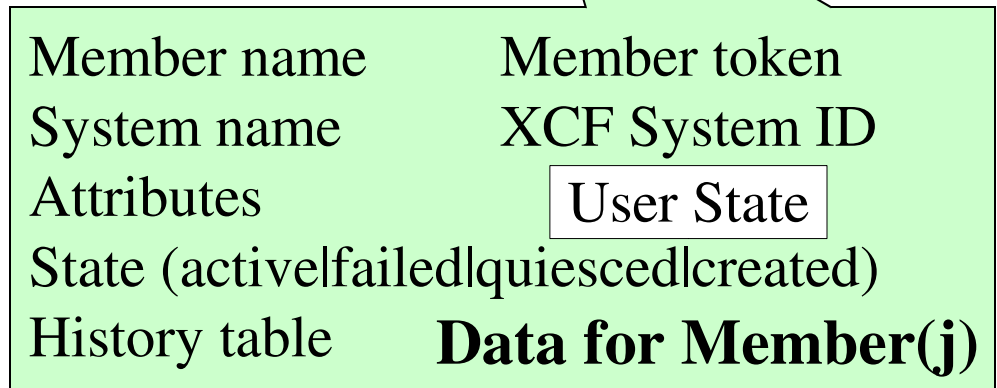 Member name Member token
System name XCF System ID
Attributes User State
State (active|failed|quiesced|created)
History table Data for Member(j)